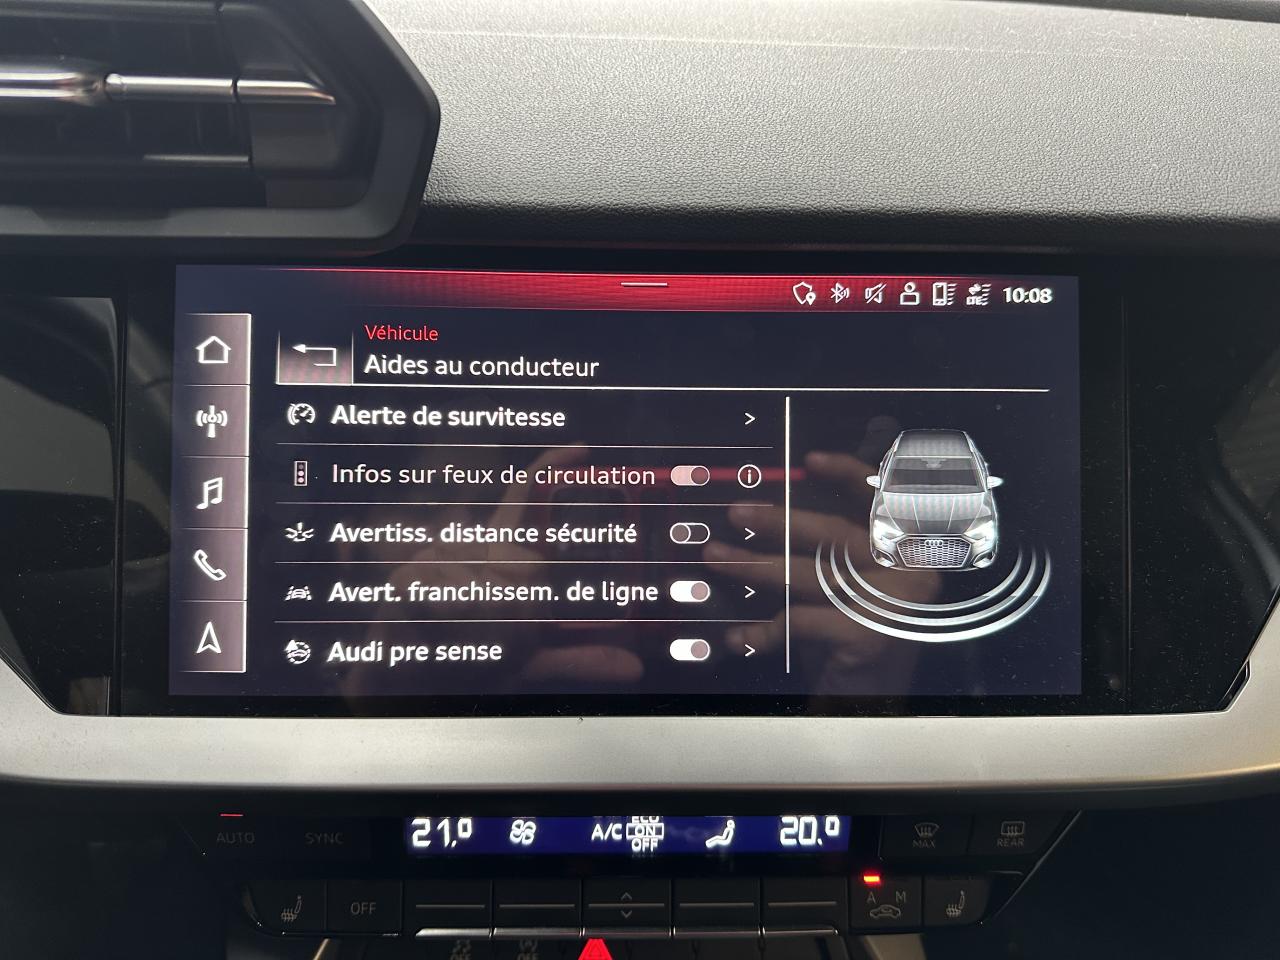 LTE 10:08
Véhicule
Aides au conducteur
Alerte de survitesse
Infos sur feux de circulation
Avertiss. distance sécurité
Avert. franchissem. de ligne
Audi pre sense
AUTO SYNC 21.0 A/C ECO ON OFF 20.0 MAX REAR
OFF A M